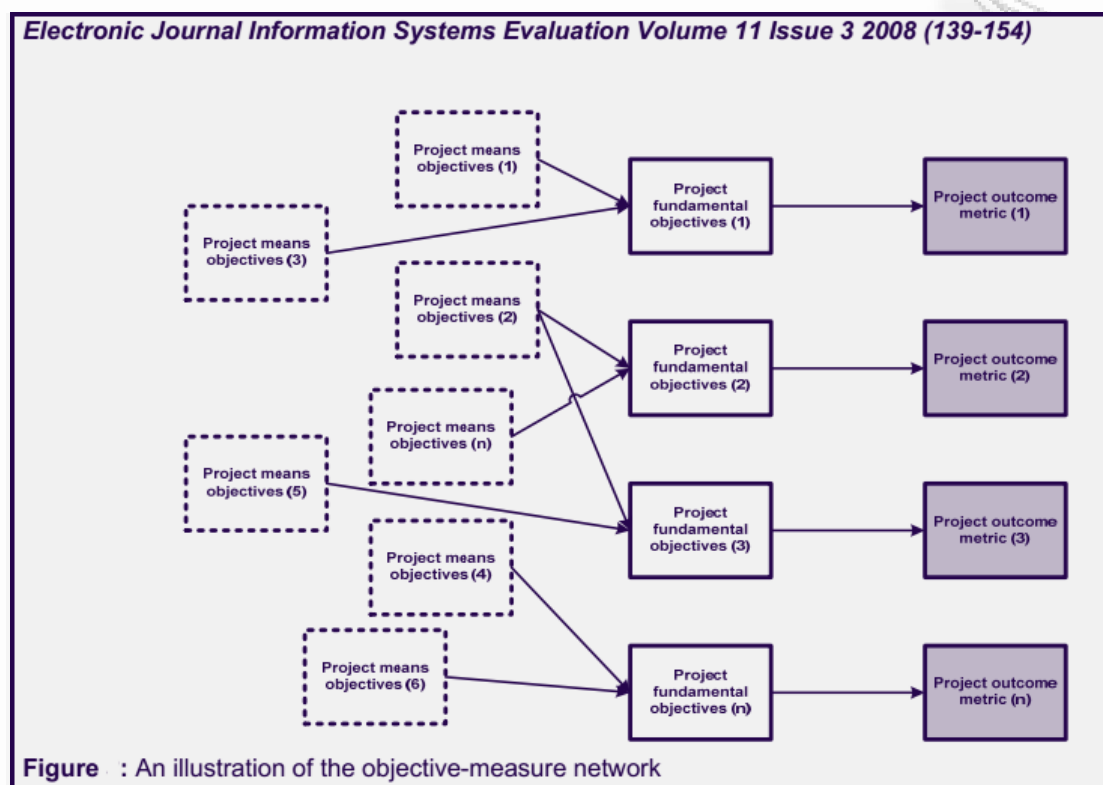 Electronic Journal Information Systems Evaluation Volume 11 Issue 3 2008 (139-154)
Project means
objectives (1)
Project
fundamental
objectives (1)
Project outcome
metric (1)
Project means
objectives (3)
Project means
objectives (2)
Project
fundamental
objectives (2)
Project outcome
metric (2)
Project means
objectives (n)
Project means
objectives (5)
Project
fundamental
objectives (3)
Project outcome
metric (3)
Project means
objectives (4)
Project means
objectives (6)
Project
fundamental
objectives (n)
Project outcome
metric (n)
Figure : An illustration of the objective-measure network